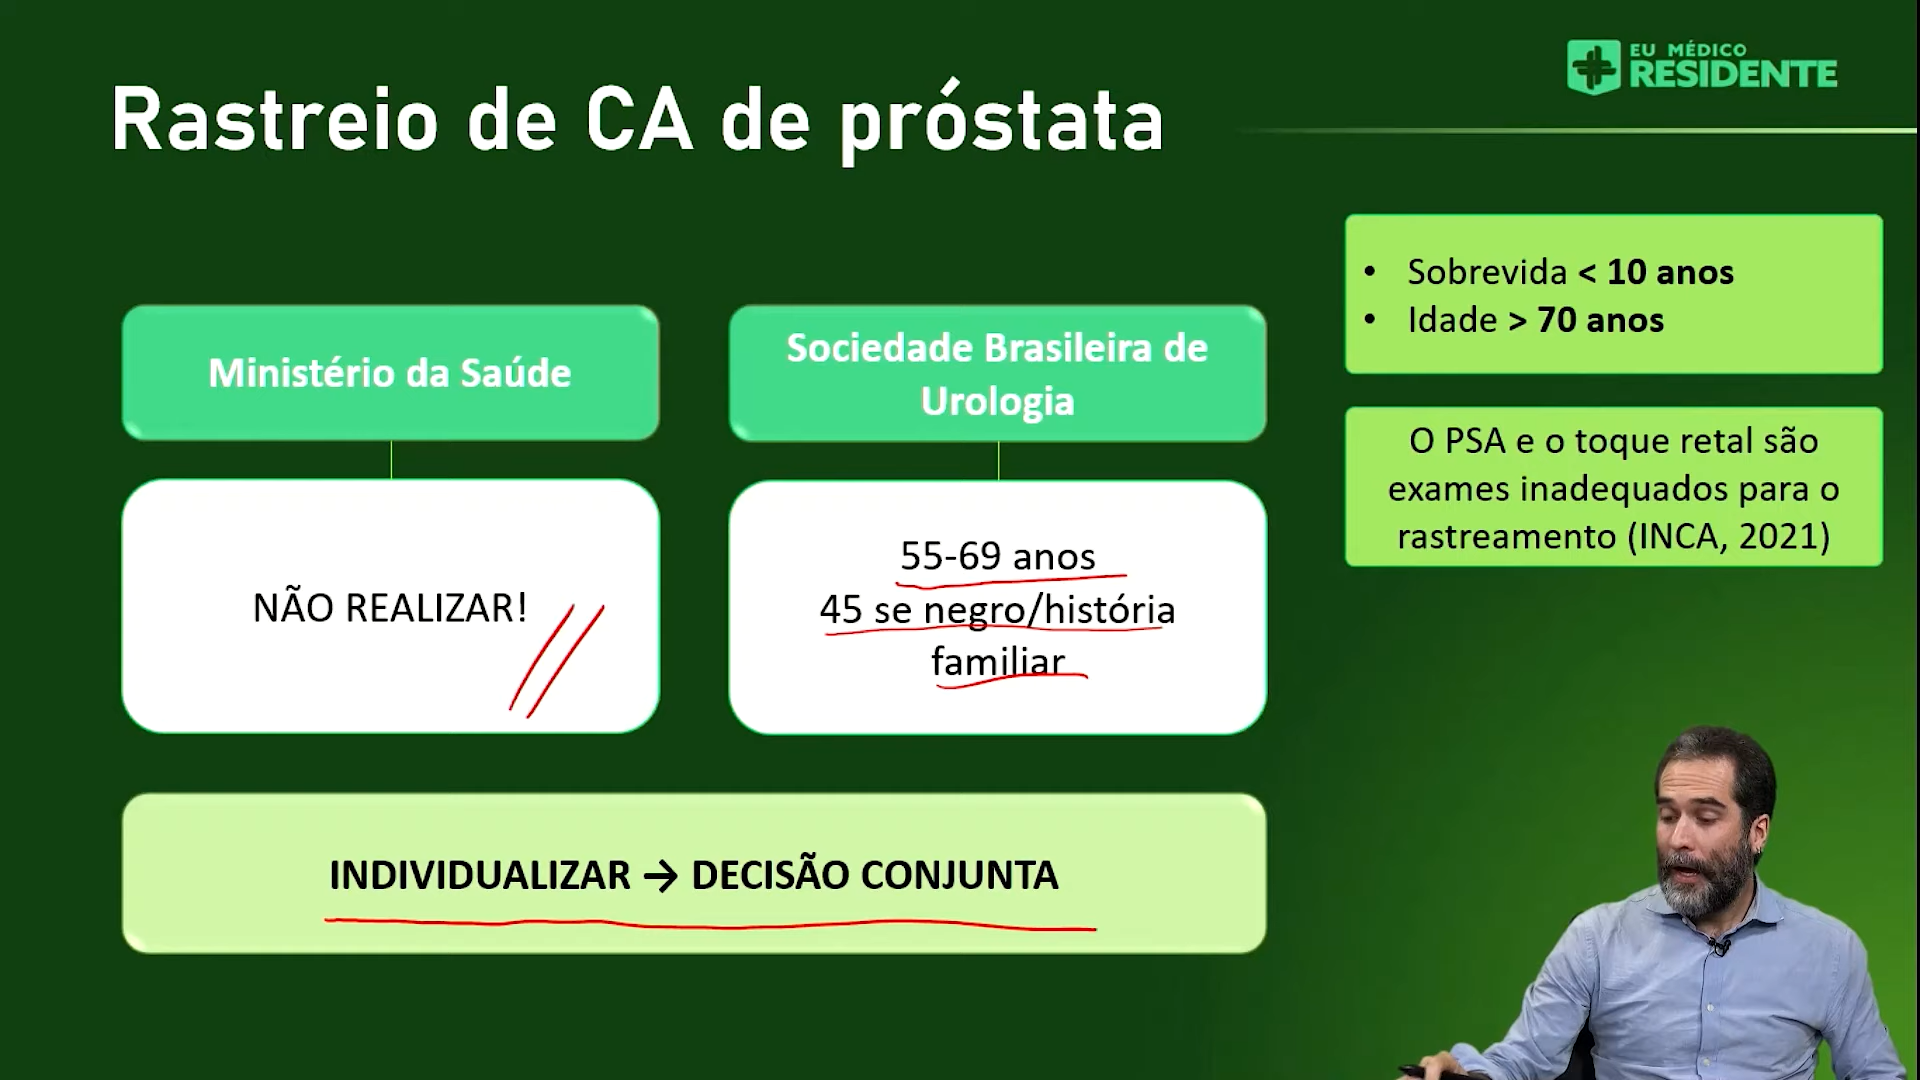 EU MÉDICO
RESIDENTE
Rastreio de CA de próstata
Ministério da Saúde
NÃO REALIZAR!
Sociedade Brasileira de
Urologia
55-69 anos
45 se negro/história
familiar
INDIVIDUALIZAR → DECISÃO CONJUNTA
• Sobrevida < 10 anos
• Idade > 70 anos
O PSA e o toque retal são
exames inadequados para o
rastreamento (INCA, 2021)